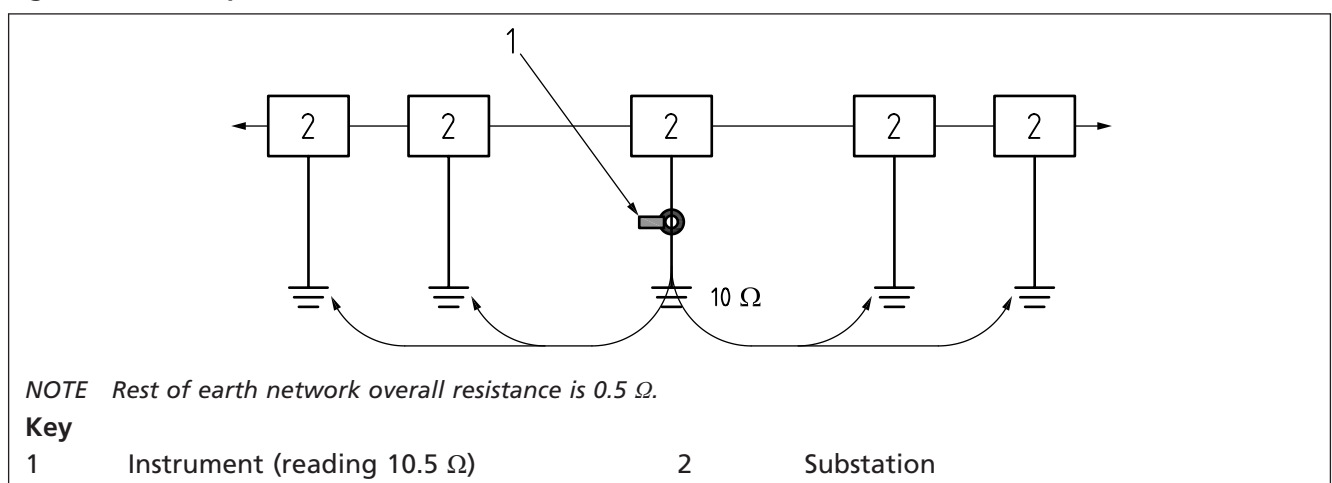 1
2 2 2 2 2
10 Ω
NOTE Rest of earth network overall resistance is 0.5 Ω.
Key
1 Instrument (reading 10.5 Ω) 2 Substation